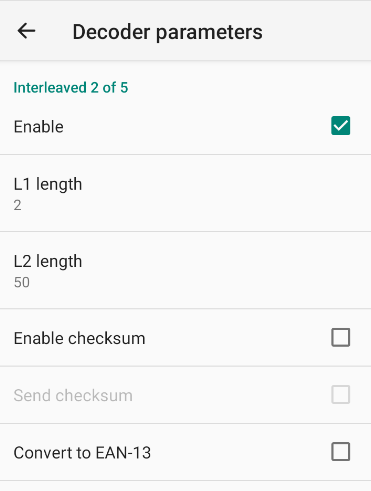 Decoder parameters
Interleaved 2 of 5
Enable
L1 length
2
L2 length
50
Enable checksum
Send checksum
Convert to EAN-13